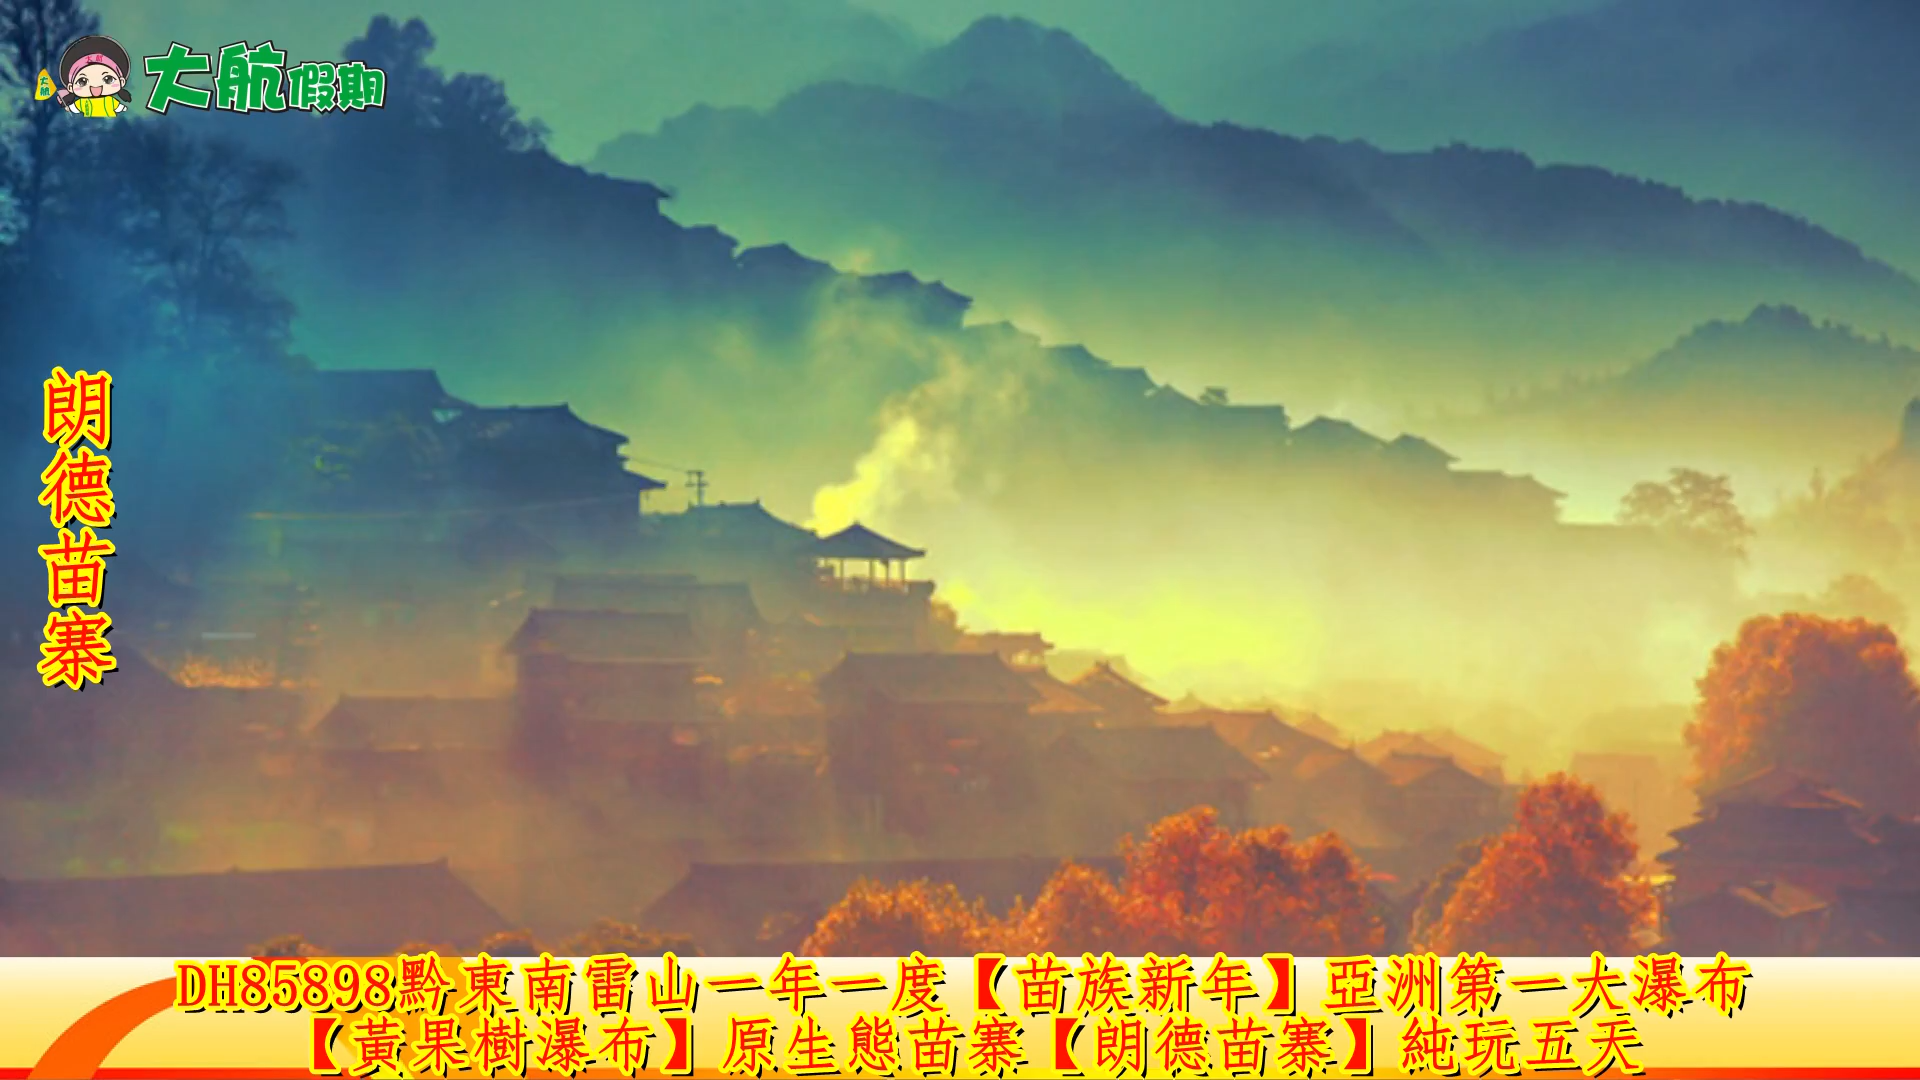 大航
大航假期
朗德苗寨
DH85898黔東南雷山一年一度【苗族新年】亞洲第一大瀑布
【黃果樹瀑布】原生態苗寨【朗德苗寨】純玩五天